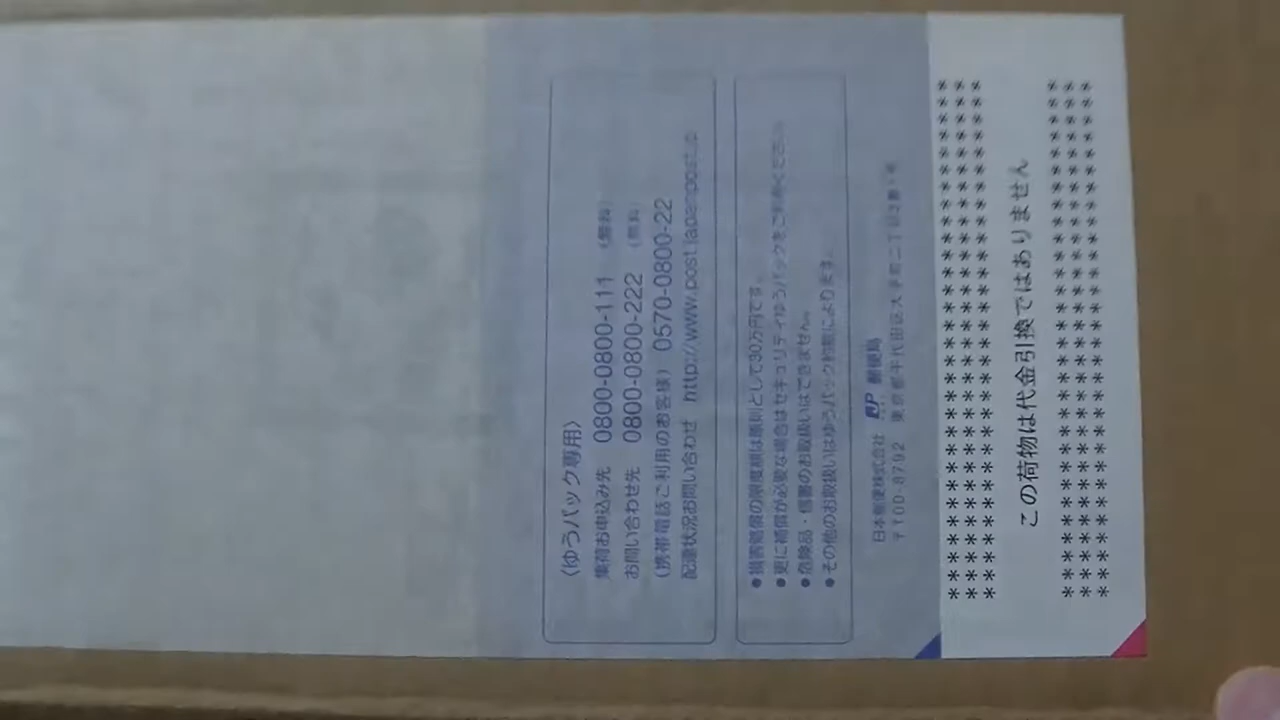 〈ゆうパック専用〉
集荷お申込み先 0800-0800-111 (無料)
お問い合わせ先 0800-0800-222 (無料)
(携帯電話ご利用のお客様) 0570-0800-22
配達状況お問い合わせ http://www.post.japanpost.jp
●損害賠償の限度額は原則として30万円です。
●更に補償が必要な場合はセキュリティゆうパックをご利用ください。
●危険品・信書のお取扱いはできません。
●その他のお取扱いはゆうパック約款によります。
日本郵便株式会社 JP 郵便局
〒100-8792 東京都千代田区
******************************
******************************
******************************
この荷物は代金引換ではありません
******************************
******************************
******************************